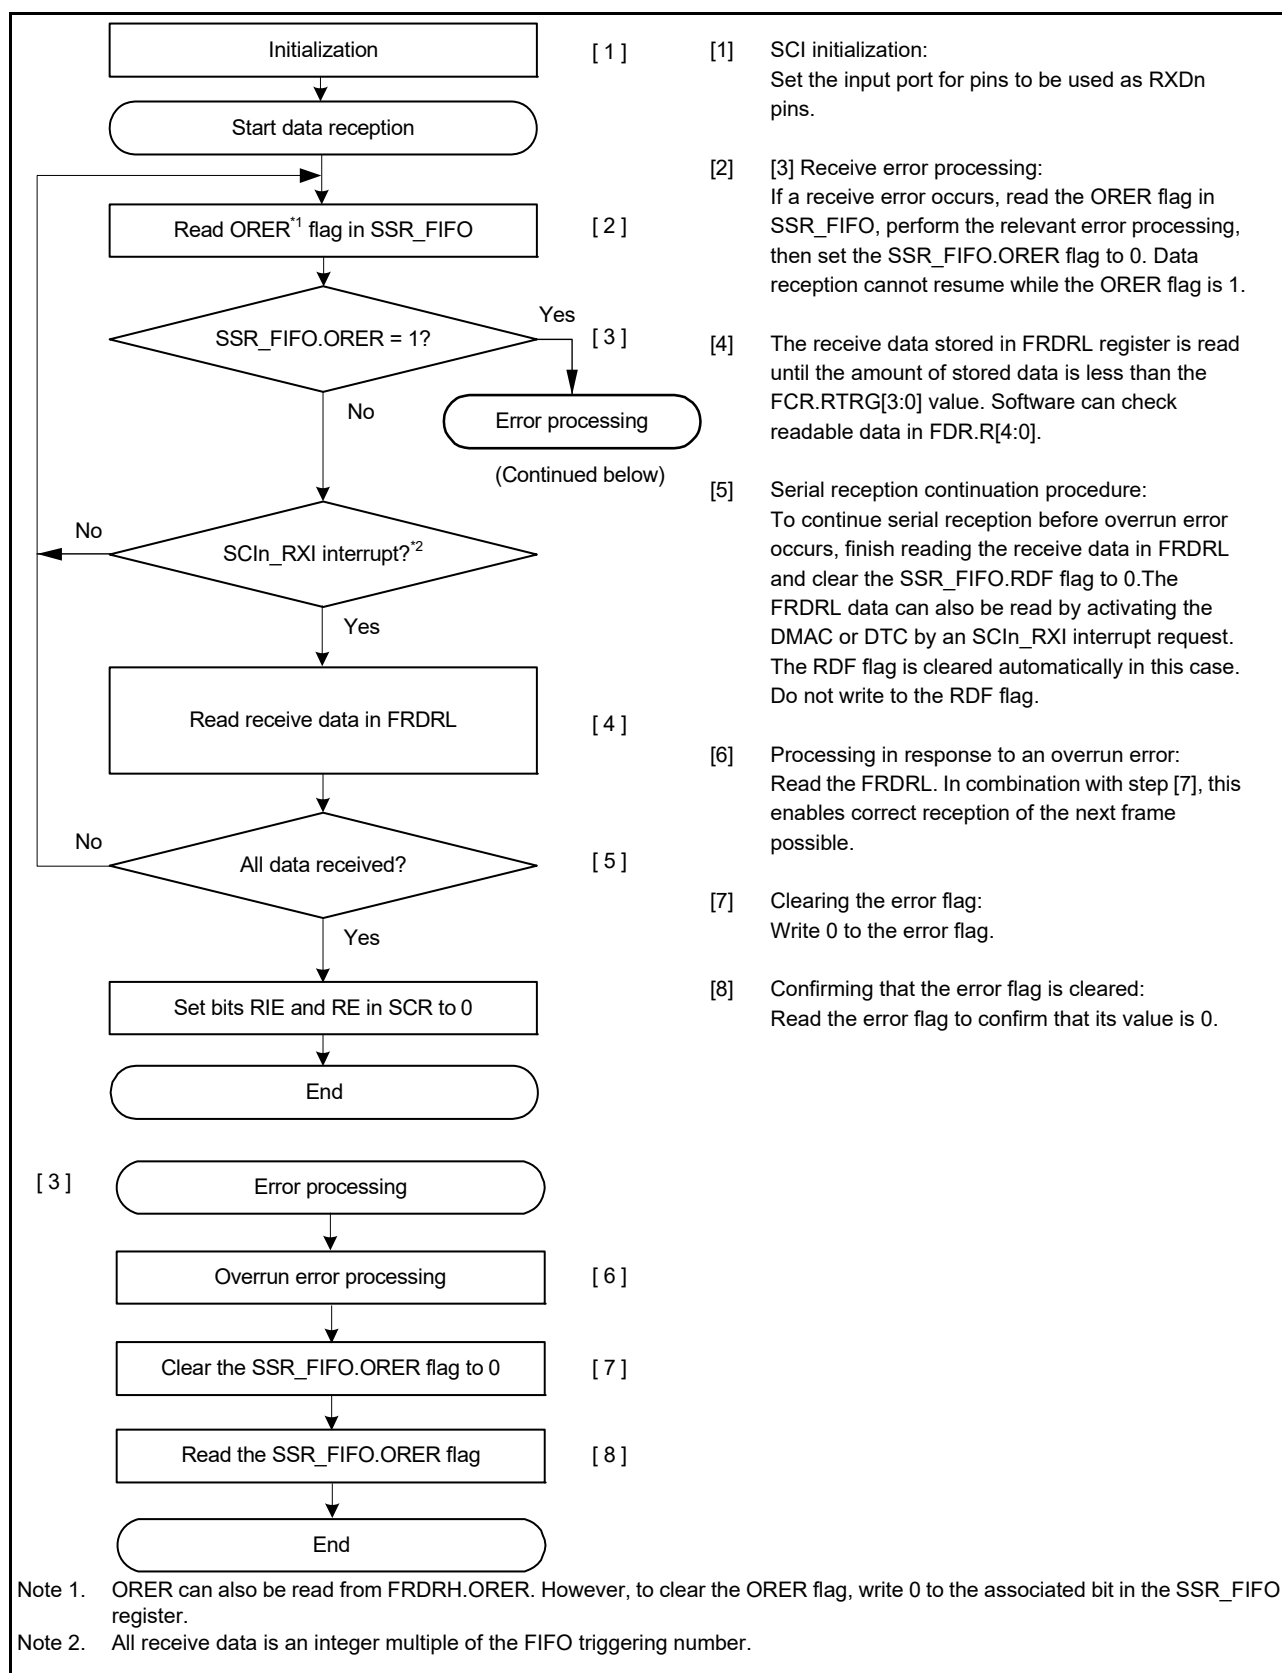 Initialization
[ 1 ]
Start data reception
Read ORER*1 flag in SSR_FIFO
[ 2 ]
SSR_FIFO.ORER = 1?
Yes
[ 3 ]
No
Error processing
(Continued below)
No
SCIn_RXI interrupt?*2
Yes
Read receive data in FRDRL
[ 4 ]
No
All data received?
[ 5 ]
Yes
Set bits RIE and RE in SCR to 0
End
[1] SCI initialization:
Set the input port for pins to be used as RXDn
pins.
[2] [3] Receive error processing:
If a receive error occurs, read the ORER flag in
SSR_FIFO, perform the relevant error processing,
then set the SSR_FIFO.ORER flag to 0. Data
reception cannot resume while the ORER flag is 1.
[4] The receive data stored in FRDRL register is read
until the amount of stored data is less than the
FCR.RTRG[3:0] value. Software can check
readable data in FDR.R[4:0].
[5] Serial reception continuation procedure:
To continue serial reception before overrun error
occurs, finish reading the receive data in FRDRL
and clear the SSR_FIFO.RDF flag to 0.The
FRDRL data can also be read by activating the
DMAC or DTC by an SCIn_RXI interrupt request.
The RDF flag is cleared automatically in this case.
Do not write to the RDF flag.
[6] Processing in response to an overrun error:
Read the FRDRL. In combination with step [7], this
enables correct reception of the next frame
possible.
[7] Clearing the error flag:
Write 0 to the error flag.
[8] Confirming that the error flag is cleared:
Read the error flag to confirm that its value is 0.
[ 3 ]
Error processing
Overrun error processing
[ 6 ]
Clear the SSR_FIFO.ORER flag to 0
[ 7 ]
Read the SSR_FIFO.ORER flag
[ 8 ]
End
Note 1. ORER can also be read from FRDRH.ORER. However, to clear the ORER flag, write 0 to the associated bit in the SSR_FIFO
register.
Note 2. All receive data is an integer multiple of the FIFO triggering number.